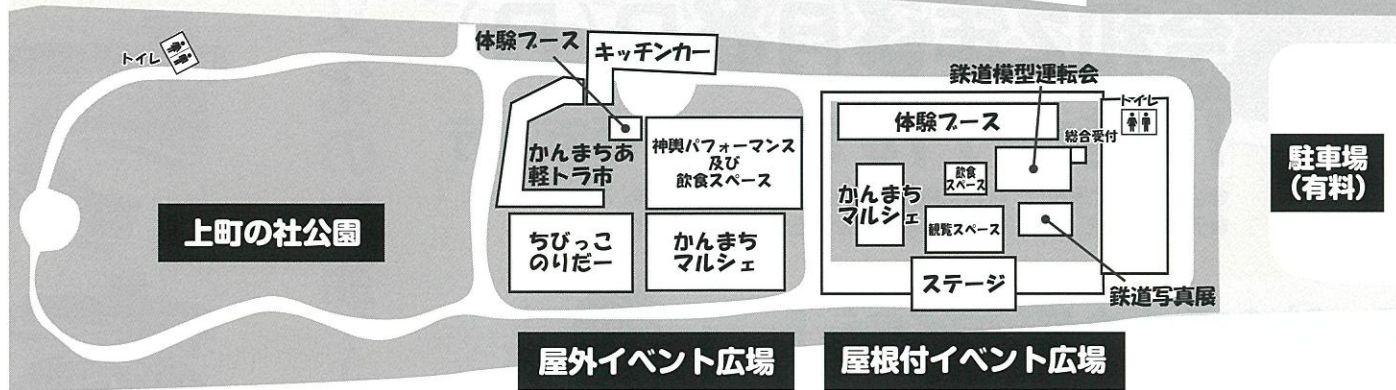 トイレ
体験ブース
キッチンカー
かんまちあ
軽トラ市
神輿パフォーマンス
及び
飲食スペース
ちびっこ
のりだー
かんまち
マルシェ
上町の社公園
屋外イベント広場
鉄道模型運転会
トイレ
体験ブース
総合受付
飲食
スペース
かんまち
マルシェ
観覧スペース
ステージ
鉄道写真展
屋根付イベント広場
駐車場
(有料)